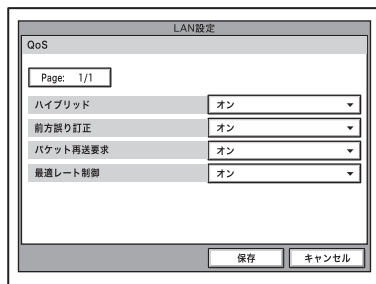 LAN設定
QoS
Page: 1/1
ハイブリッド オン
前方誤り訂正 オン
パケット再送要求 オン
最適レート制御 オン
保存 キャンセル